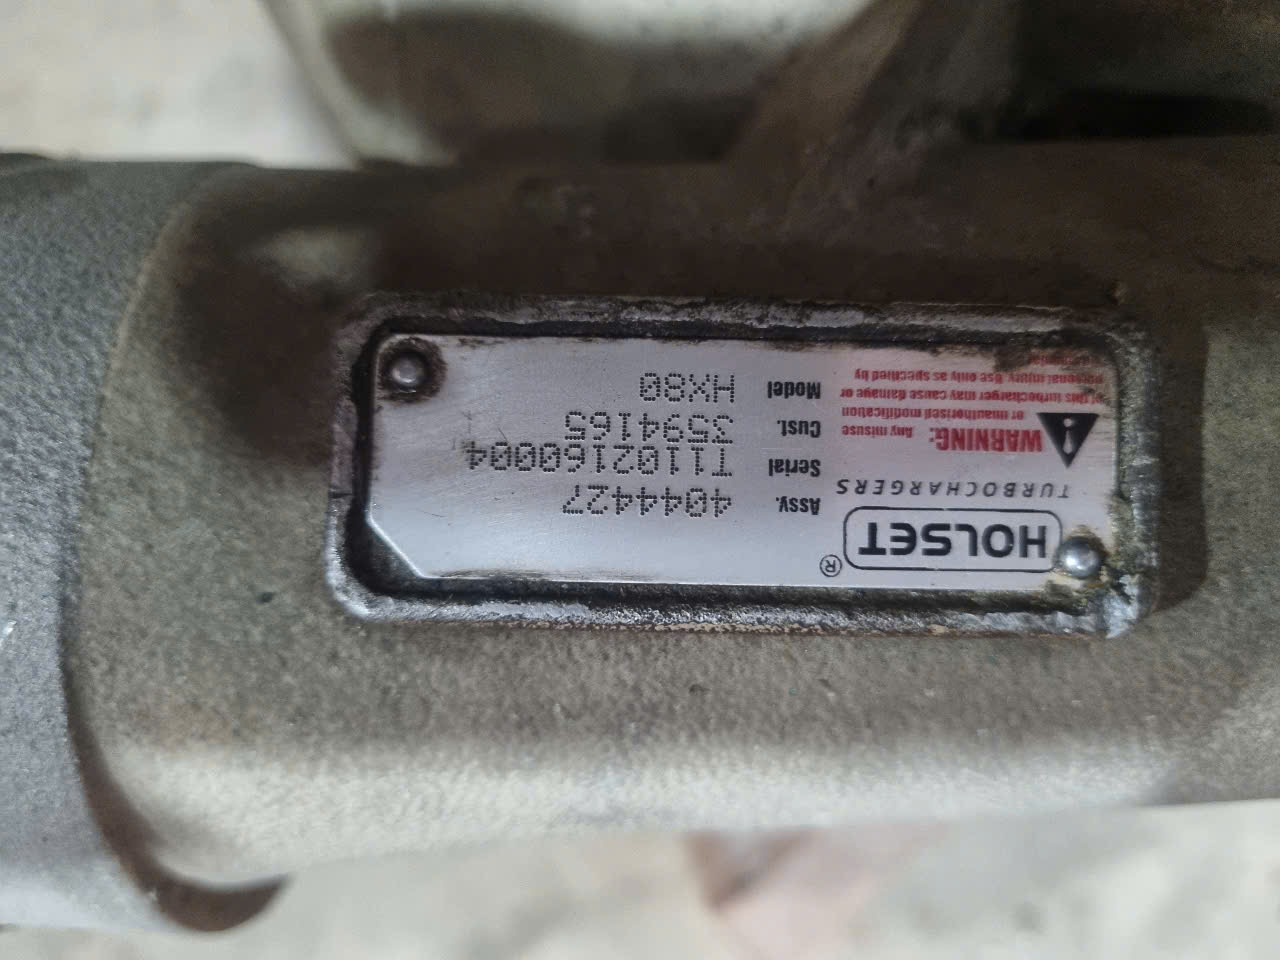 HOLSET®
TURBOCHARGERS
WARNING: Any misuse
or unauthorised modification
of this turbocharger may cause damage or
personal injury. Use only as specified by
Assy. 4044427
Serial T1102160004
Cust. 3594165
Model HX80